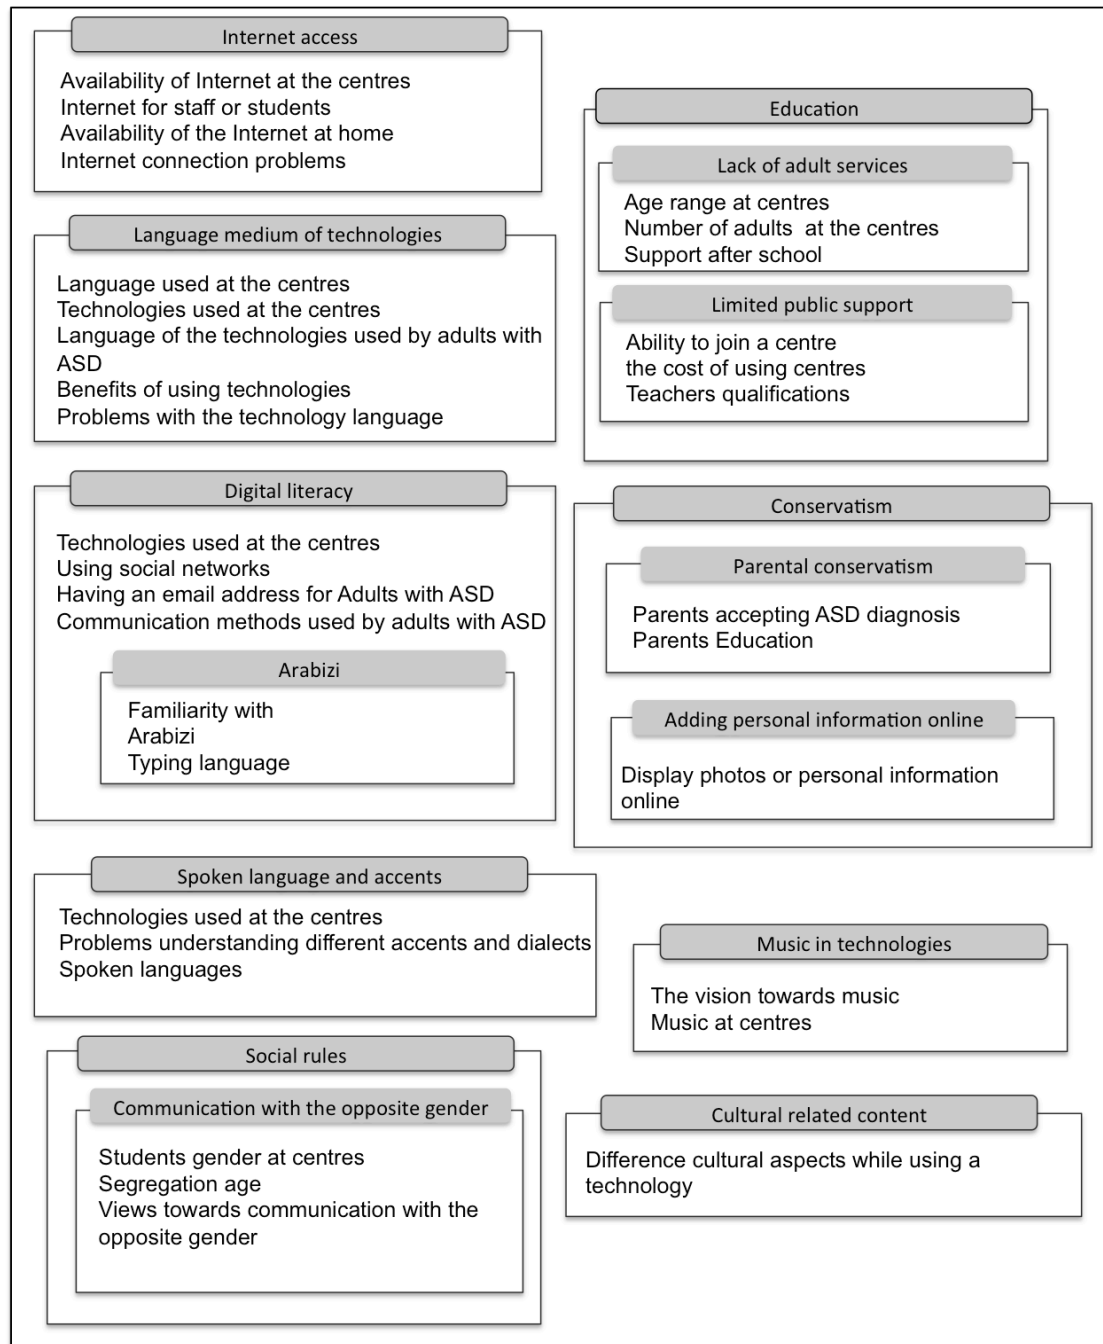 Internet access
Availability of Internet at the centres
Internet for staff or students
Availability of the Internet at home
Internet connection problems
Language medium of technologies
Language used at the centres
Technologies used at the centres
Language of the technologies used by adults with
ASD
Benefits of using technologies
Problems with the technology language
Digital literacy
Technologies used at the centres
Using social networks
Having an email address for Adults with ASD
Communication methods used by adults with ASD
Arabizi
Familiarity with
Arabizi
Typing language
Spoken language and accents
Technologies used at the centres
Problems understanding different accents and dialects
Spoken languages
Social rules
Communication with the opposite gender
Students gender at centres
Segregation age
Views towards communication with the
opposite gender
Education
Lack of adult services
Age range at centres
Number of adults at the centres
Support after school
Limited public support
Ability to join a centre
the cost of using centres
Teachers qualifications
Conservatism
Parental conservatism
Parents accepting ASD diagnosis
Parents Education
Adding personal information online
Display photos or personal information
online
Music in technologies
The vision towards music
Music at centres
Cultural related content
Difference cultural aspects while using a
technology